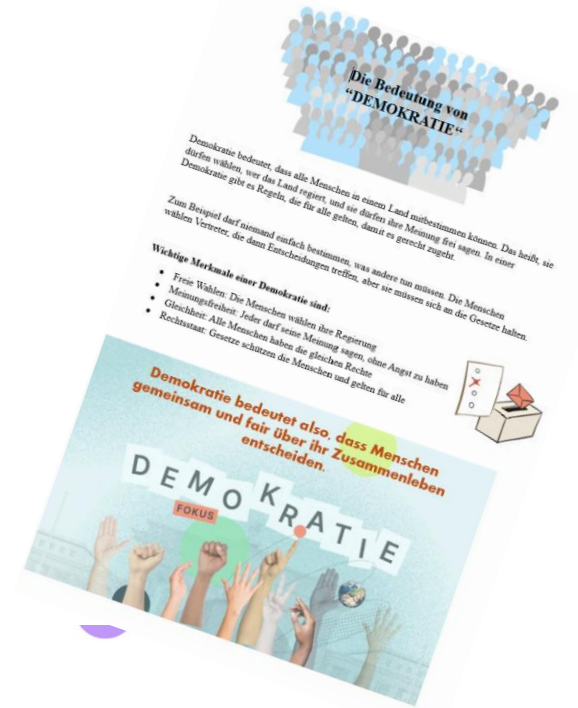 Die Bedeutung von
“DEMOKRATIE“
Demokratie bedeutet, dass alle Menschen in einem Land mitbestimmen können. Das heißt, sie
dürfen wählen, wer das Land regiert, und sie dürfen ihre Meinung frei sagen. In einer
Demokratie gibt es Regeln, die für alle gelten, damit es gerecht zugeht.
Zum Beispiel darf niemand einfach bestimmen, was andere tun müssen. Die Menschen
wählen Vertreter, die dann Entscheidungen treffen, aber sie müssen sich an die Gesetze halten.
Wichtige Merkmale einer Demokratie sind:
• Freie Wahlen: Die Menschen wählen ihre Regierung
• Meinungsfreiheit: Jeder darf seine Meinung sagen, ohne Angst zu haben
• Gleichheit: Alle Menschen haben die gleichen Rechte
• Rechtsstaat: Gesetze schützen die Menschen und gelten für alle
Demokratie bedeutet also, dass Menschen
gemeinsam und fair über ihr Zusammenleben
entscheiden.
DEMOKRATIE
FOKUS